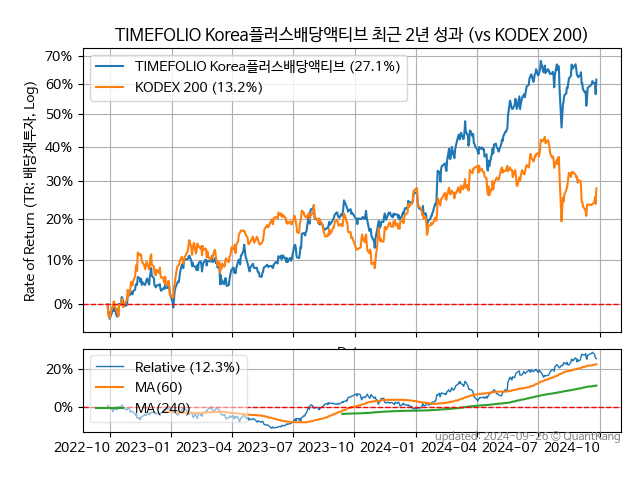 TIMEFOLIO Korea플러스배당액티브 최근 2년 성과 (vs KODEX 200)
Rate of Return (TR: 배당재투자, Log)
70%
60%
50%
40%
30%
20%
10%
0%
TIMEFOLIO Korea플러스배당액티브 (27.1%)
KODEX 200 (13.2%)
20%
0%
Relative (12.3%)
MA(60)
MA(240)
2022-10 2023-01 2023-04 2023-07 2023-10 2024-01 2024-04 2024-07 2024-10
updated: 2024-09-26 © QuantKang